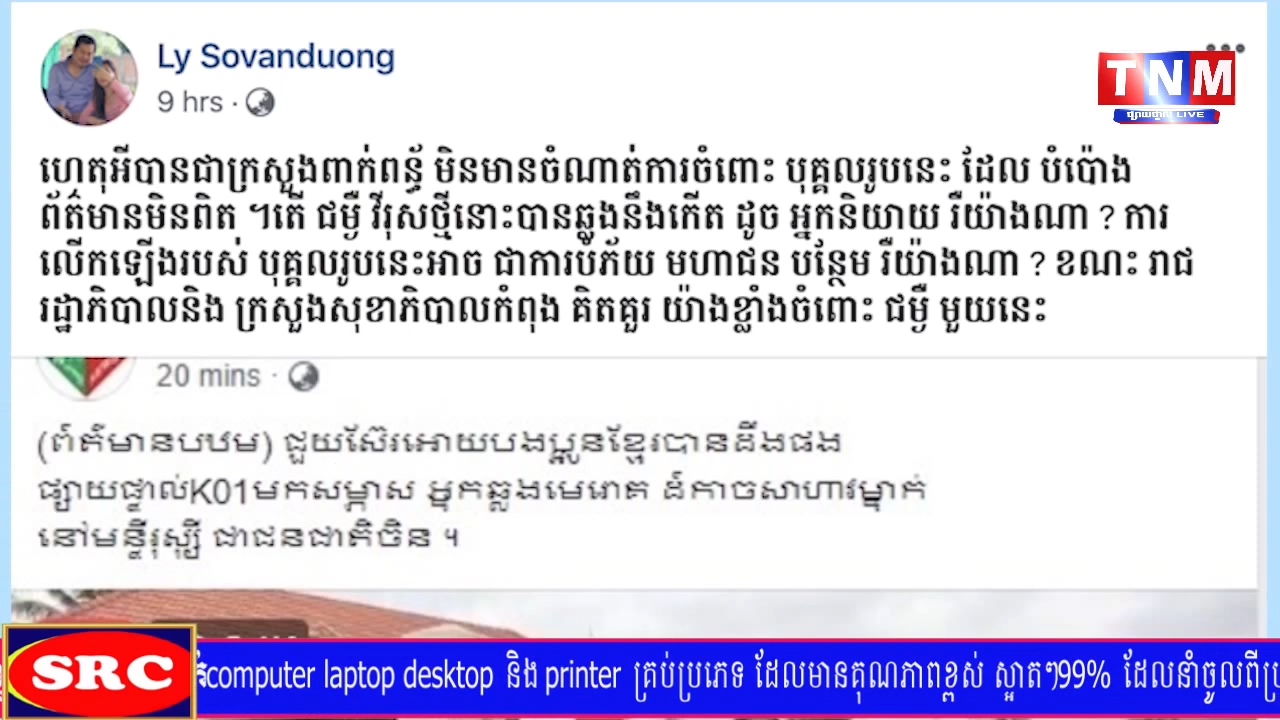 Ly Sovanduong
9 hrs ·
TNM
ផ្សាយផ្ទាល់ LIVE
ហេតុអីបានជាក្រសួងពាក់ពន្ធ័ មិនមានចំណាត់ការចំពោះ បុគ្គលរូបនេះ ដែល បំប៉ោង
ព័ត៌មានមិនពិត ។តើ ជម្ងឺ វីរុសថ្មីនោះបានឆ្លងនឹងកើត ដូច អ្នកនិយាយ រឺយ៉ាងណា ? ការ
លើកឡើងរបស់ បុគ្គលរូបនេះអាច ជាការបំភ័យ មហាជន បន្ថែម រឺយ៉ាងណា ? ខណៈ រាជ
រដ្ឋាភិបាលនិង ក្រសួងសុខាភិបាលកំពុង គិតគួរ យ៉ាងខ្លាំងចំពោះ ជម្ងឺ មួយនេះ
20 mins ·
(ព៍ត៍មានបឋម) ជួយស៊ែរអោយបងប្អូនខ្មែរបានដឹងផង
ផ្សាយផ្ទាល់K01មកសម្ភាស អ្នកឆ្លងមេរោគ ដ៍កាចសាហាវម្នាក់
នៅមន្ទីរុស្ស៊ី ជាជនជាតិចិន ។
SRC
computer laptop desktop និង printer គ្រប់ប្រភេទ ដែលមានគុណភាពខ្ពស់ ស្អាតៗ99% ដែលនាំចូលពីប្រ